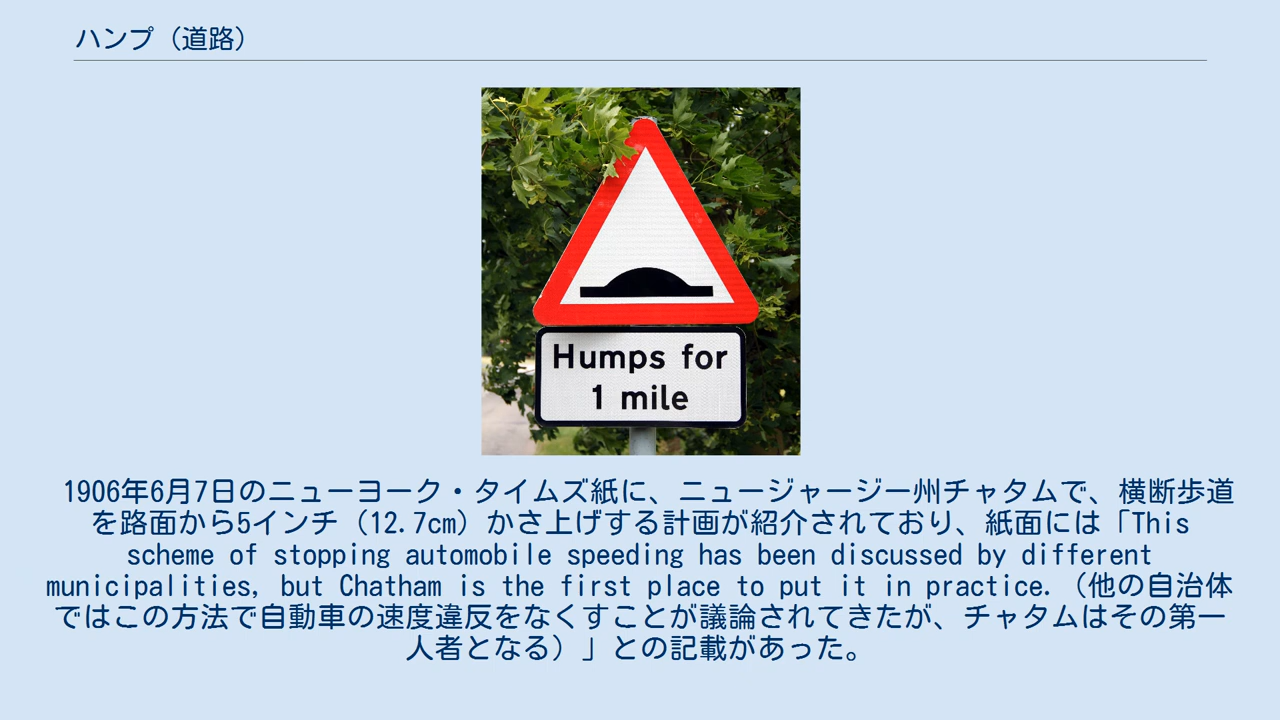 ハンプ（道路）
Humps for
1 mile
1906年6月7日のニューヨーク・タイムズ紙に、ニュージャージー州チャタムで、横断歩道
を路面から5インチ（12.7cm）かさ上げする計画が紹介されており、紙面には「This
scheme of stopping automobile speeding has been discussed by different
municipalities, but Chatham is the first place to put it in practice.（他の自治体
ではこの方法で自動車の速度違反をなくすことが議論されてきたが、チャタムはその第一
人者となる）」との記載があった。